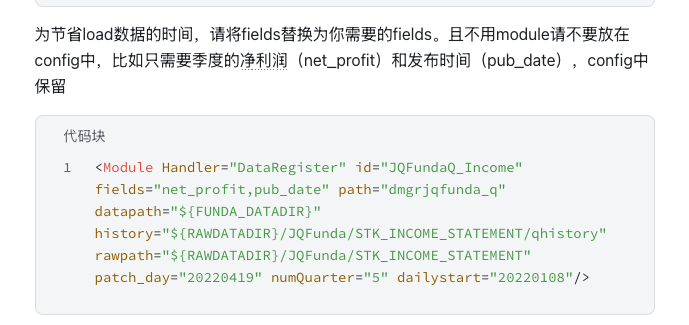 为节省load数据的时间，请将fields替换为你需要的fields。且不用module请不要放在
config中，比如只需要季度的净利润（net_profit）和发布时间（pub_date），config中
保留
代码块
1 <Module Handler="DataRegister" id="JQFundaQ_Income"
fields="net_profit,pub_date" path="dmgrjqfunda_q"
datapath="${FUNDA_DATADIR}"
history="${RAWDATADIR}/JQFunda/STK_INCOME_STATEMENT/qhistory"
rawpath="${RAWDATADIR}/JQFunda/STK_INCOME_STATEMENT"
patch_day="20220419" numQuarter="5" dailystart="20220108"/>